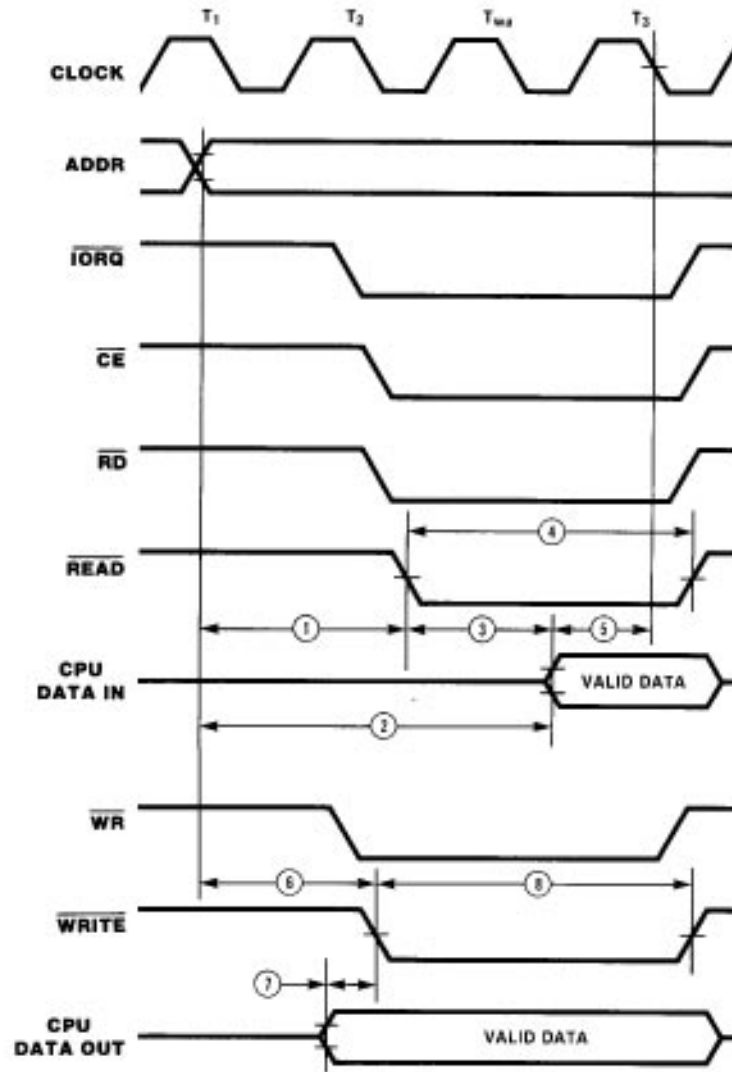 T1 T2 Twa T3
CLOCK
ADDR
IORQ
CE
RD
4
READ
1 3 5
CPU
DATA IN
VALID DATA
2
WR
6 8
WRITE
7
CPU
DATA OUT
VALID DATA